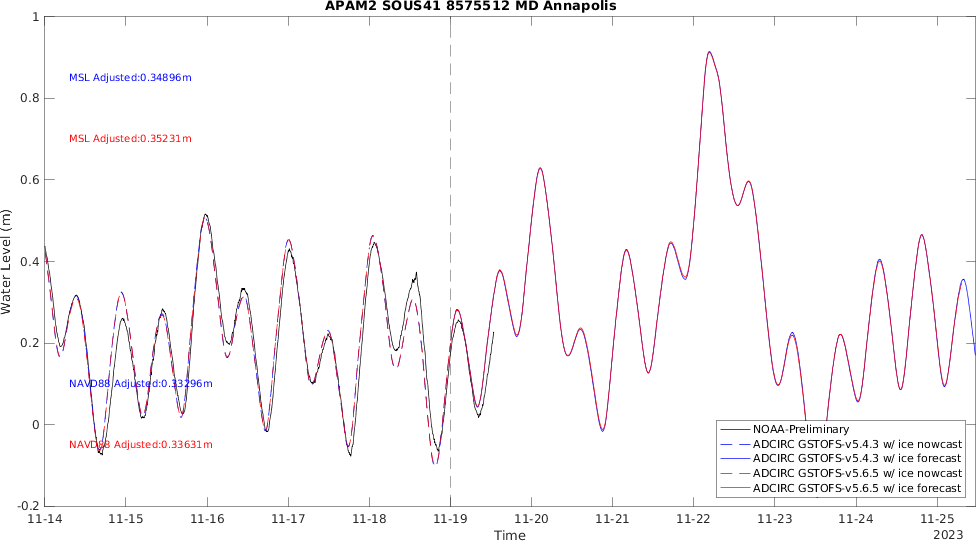 APAM2 SOUS41 8575512 MD Annapolis
1
0.8
0.6
0.4
0.2
0
-0.2
Water Level (m)
MSL Adjusted:0.34896m
MSL Adjusted:0.35231m
NAVD88 Adjusted:0.33296m
NAVD88 Adjusted:0.33631m
NOAA-Preliminary
ADCIRC GSTOFS-v5.4.3 w/ ice nowcast
ADCIRC GSTOFS-v5.4.3 w/ ice forecast
ADCIRC GSTOFS-v5.6.5 w/ ice nowcast
ADCIRC GSTOFS-v5.6.5 w/ ice forecast
11-14 11-15 11-16 11-17 11-18 11-19 11-20 11-21 11-22 11-23 11-24 11-25
Time
2023